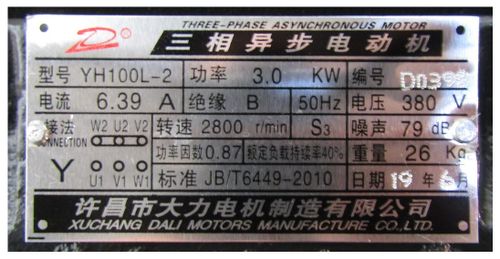 THREE-PHASE ASYNCHRONOUS MOTOR
三相异步电动机
型号 YH100L-2 功率 3.0 KW 编号
电流 6.39 A 绝缘 B 50Hz 电压 380 V
接法 W2 U2 V2 转速 2800 r/min S3 噪声 79 dB
CONNECTION
Y 功率因数0.87 额定负载持续率40% 重量 26 Kg
U1 V1 W1 标准 JB/T6449-2010 日期 19 年 6 月
许昌市大力电机制造有限公司
XUCHANG DALI MOTORS MANUFACTURE CO.,LTD.